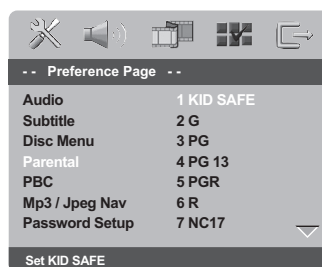 -- Preference Page --
Audio 1 KID SAFE
Subtitle 2 G
Disc Menu 3 PG
Parental 4 PG 13
PBC 5 PGR
Mp3 / Jpeg Nav 6 R
Password Setup 7 NC17
Set KID SAFE